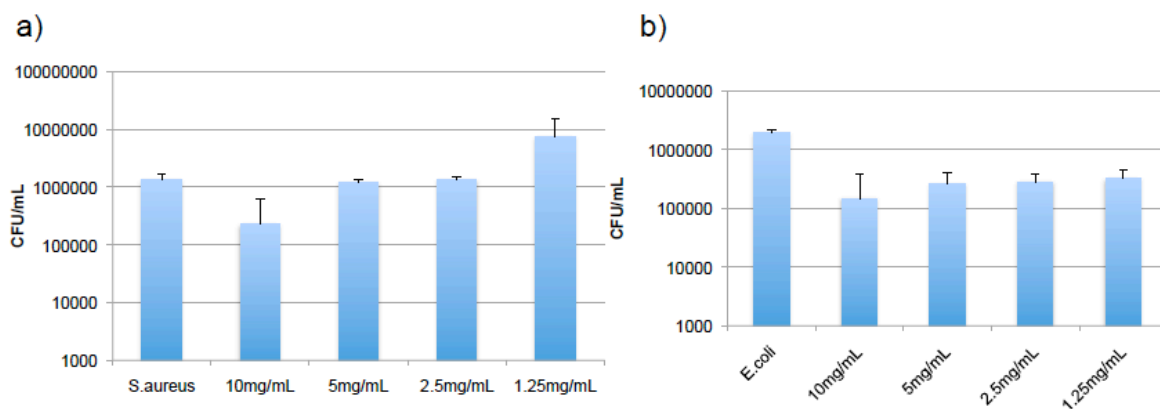 a)
100000000
10000000
1000000
100000
10000
1000
CFU/mL
S.aureus 10mg/mL 5mg/mL 2.5mg/mL 1.25mg/mL
b)
10000000
1000000
100000
10000
1000
CFU/mL
E.coli 10mg/mL 5mg/mL 2.5mg/mL 1.25mg/mL